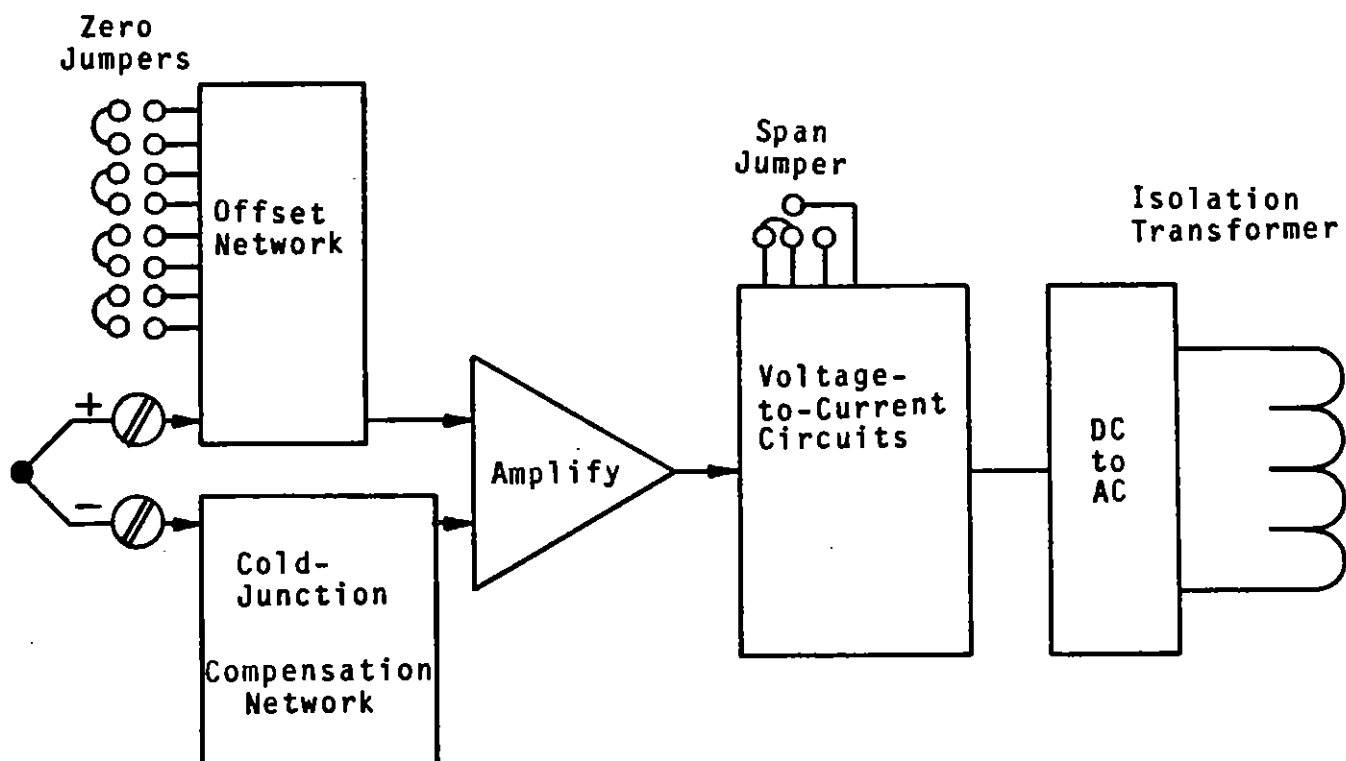 Zero
Jumpers
Offset
Network
Span
Jumper
Isolation
Transformer
+
Amplify
Voltage-
to-Current
Circuits
DC
to
AC
−
Cold-
Junction
Compensation
Network